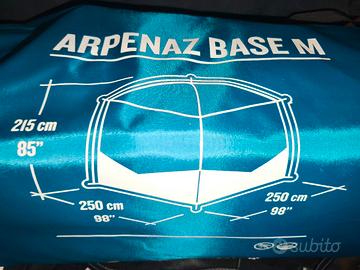 ARPENAZ BASE M
215 cm
85"
250 cm
98"
250 cm
98"
subito